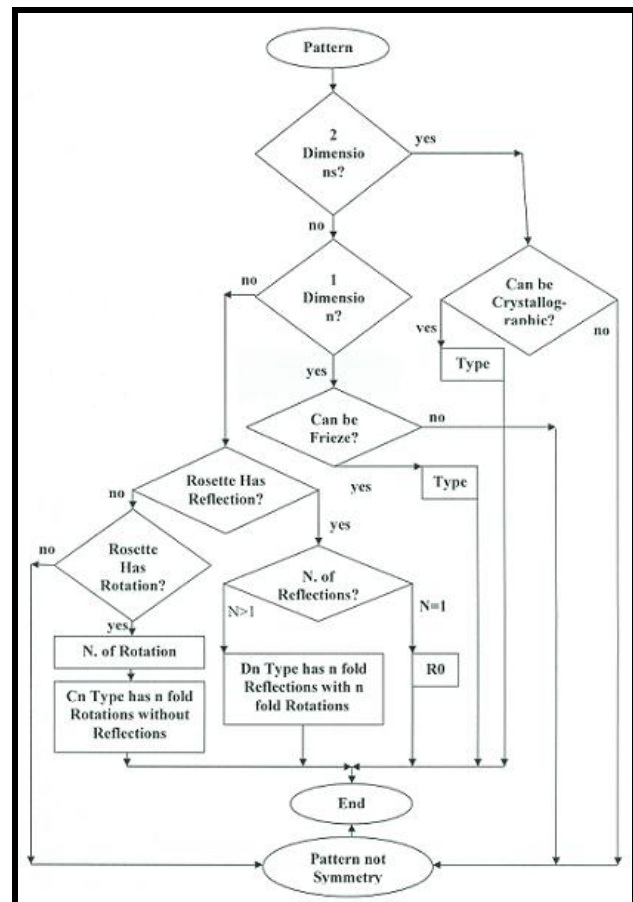 Pattern
2
Dimensio
ns?
yes
no
1
Dimensio
n?
no
yes
Can be
Crystallog-
raphic?
yes
no
Type
Can be
Frieze?
no
yes
Type
Rosette Has
Reflection?
no
yes
Rosette
Has
Rotation?
no
yes
N. of
Reflections?
N>1
N=1
N. of Rotation
Cn Type has n fold
Rotations without
Reflections
Dn Type has n fold
Reflections with n
fold Rotations
R0
End
Pattern not
Symmetry